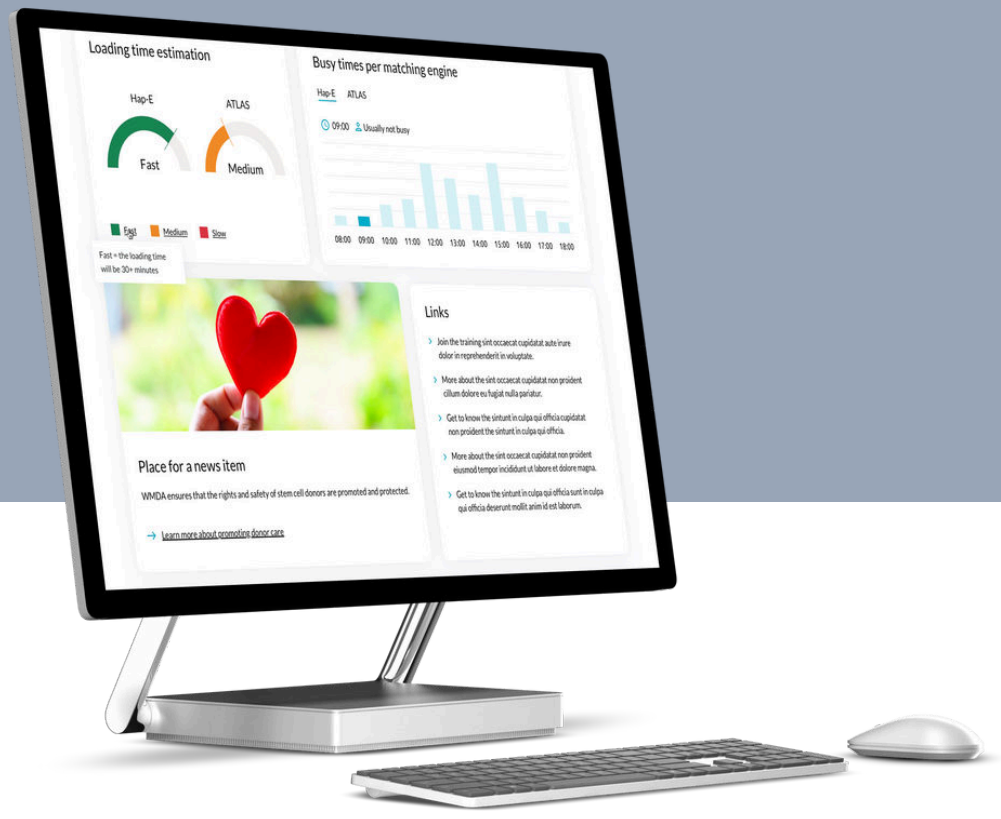 Loading time estimation
Hap-E
ATLAS
Fast
Medium
Fast
Medium
Slow
Fast = the loading time
will be 30+ minutes
Busy times per matching engine
Hap-E
ATLAS
09:00
Usually not busy
08:00 09:00 10:00 11:00 12:00 13:00 14:00 15:00 16:00 17:00 18:00
Place for a news item
WMDA ensures that the rights and safety of stem cell donors are promoted and protected.
Learn more about promoting donor care
Links
Join the training sint occaecat cupidatat aute irure
dolor in reprehenderit in voluptate.
More about the sint occaecat cupidatat non proident
cillum dolore eu fugiat nulla pariatur.
Get to know the sintunt in culpa qui officia cupidatat
non proident the sintunt in culpa qui officia.
More about the sint occaecat cupidatat non proident
eiusmod tempor incididunt ut labore et dolore magna.
Get to know the sintunt in culpa qui officia sunt in culpa
qui officia deserunt mollit anim id est laborum.